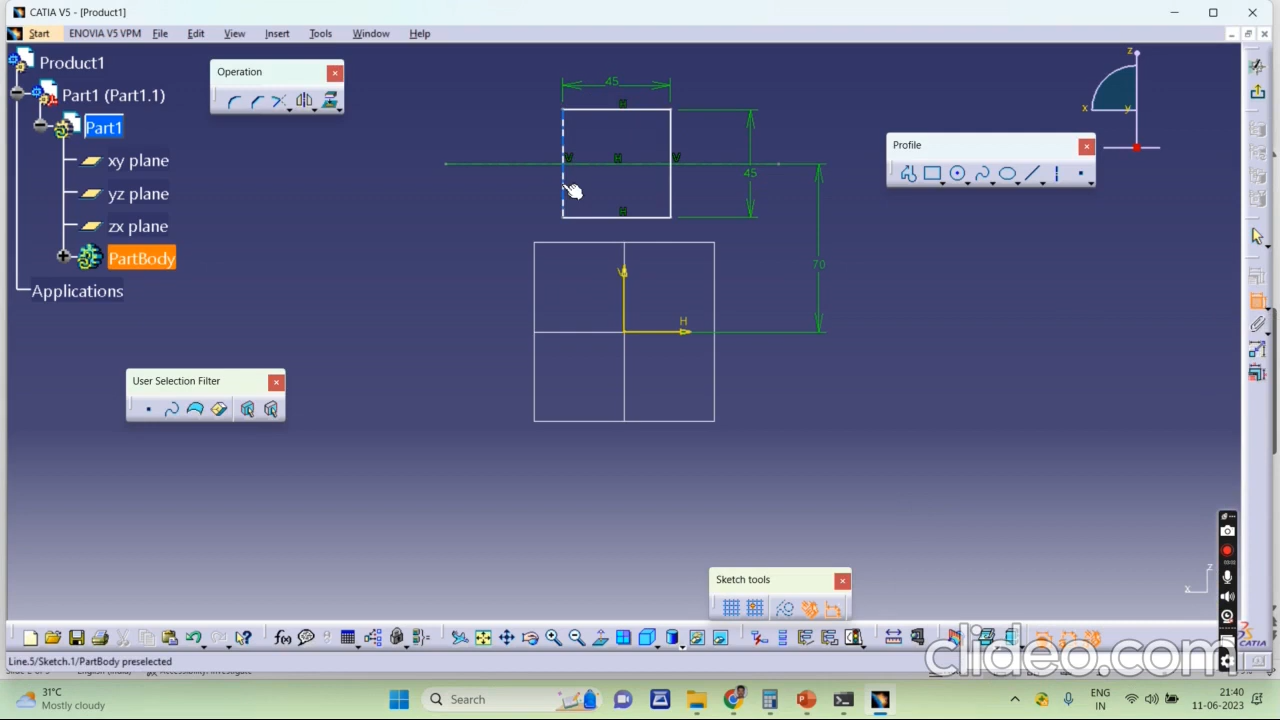 CATIA V5 - [Product1]
Start ENOVIA V5 VPM File Edit View Insert Tools Window Help
Product1
Part1 (Part1.1)
Part1
xy plane
yz plane
zx plane
PartBody
Applications
Operation
45
H
V H V
45
H
70
V
H
Profile
z
x y
User Selection Filter
Sketch tools
z
x
CATIA
Line.5/Sketch.1/PartBody preselected
clideo.com
31°C
Mostly cloudy
Search
ENG
IN
21:40
11-06-2023